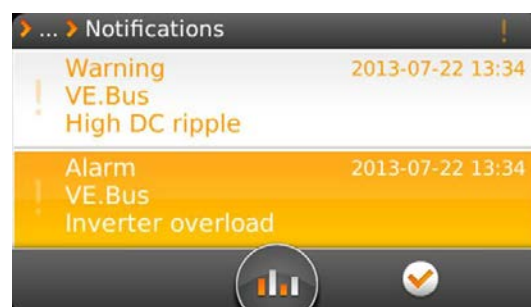 ... Notifications
Warning 2013-07-22 13:34
VE.Bus
High DC ripple
Alarm 2013-07-22 13:34
VE.Bus
Inverter overload